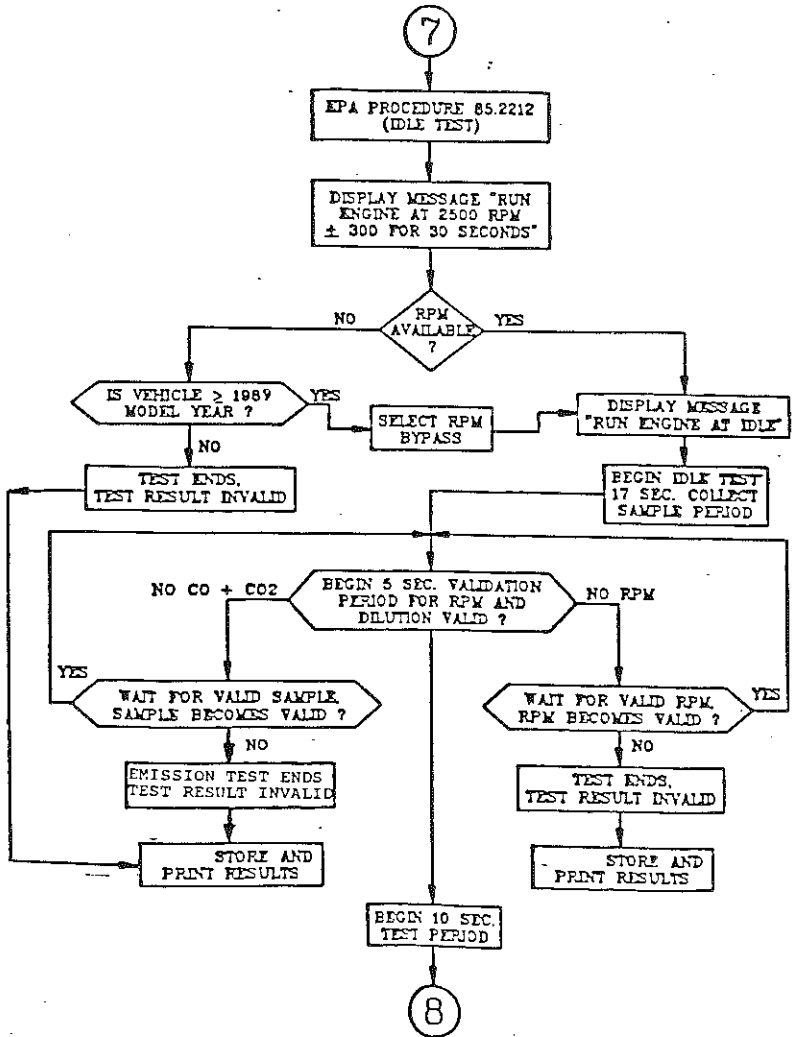 7
EPA PROCEDURE 85.2212
(IDLE TEST)
DISPLAY MESSAGE "RUN
ENGINE AT 2500 RPM
± 300 FOR 30 SECONDS"
RPM
AVAILABLE
?
NO
YES
IS VEHICLE ≥ 1989
MODEL YEAR ?
YES
SELECT RPM
BYPASS
DISPLAY MESSAGE
"RUN ENGINE AT IDLE"
NO
TEST ENDS,
TEST RESULT INVALID
BEGIN IDLE TEST
17 SEC. COLLECT
SAMPLE PERIOD
NO CO + CO2
BEGIN 5 SEC. VALIDATION
PERIOD FOR RPM AND
DILUTION VALID ?
NO RPM
YES
WAIT FOR VALID SAMPLE,
SAMPLE BECOMES VALID ?
WAIT FOR VALID RPM,
RPM BECOMES VALID ?
YES
NO
NO
EMISSION TEST ENDS
TEST RESULT INVALID
TEST ENDS,
TEST RESULT INVALID
STORE AND
PRINT RESULTS
STORE AND
PRINT RESULTS
BEGIN 10 SEC.
TEST PERIOD
8